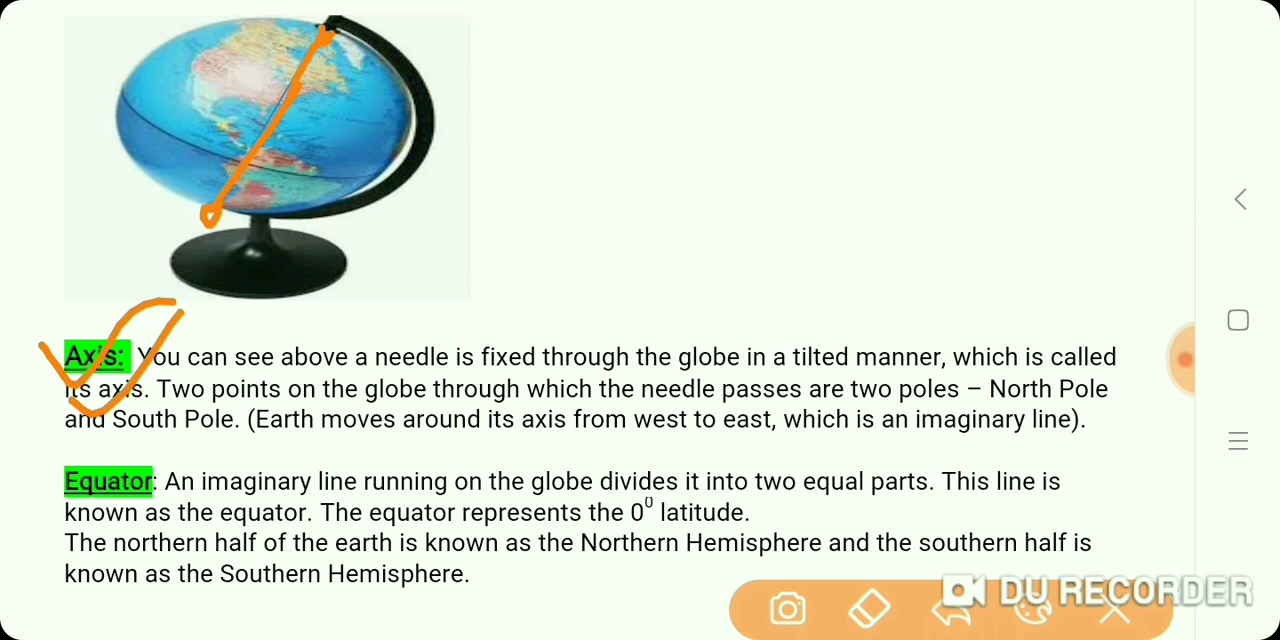 Axis: You can see above a needle is fixed through the globe in a tilted manner, which is called
its axis. Two points on the globe through which the needle passes are two poles – North Pole
and South Pole. (Earth moves around its axis from west to east, which is an imaginary line).
Equator: An imaginary line running on the globe divides it into two equal parts. This line is
known as the equator. The equator represents the 0⁰ latitude.
The northern half of the earth is known as the Northern Hemisphere and the southern half is
known as the Southern Hemisphere.
DU RECORDER